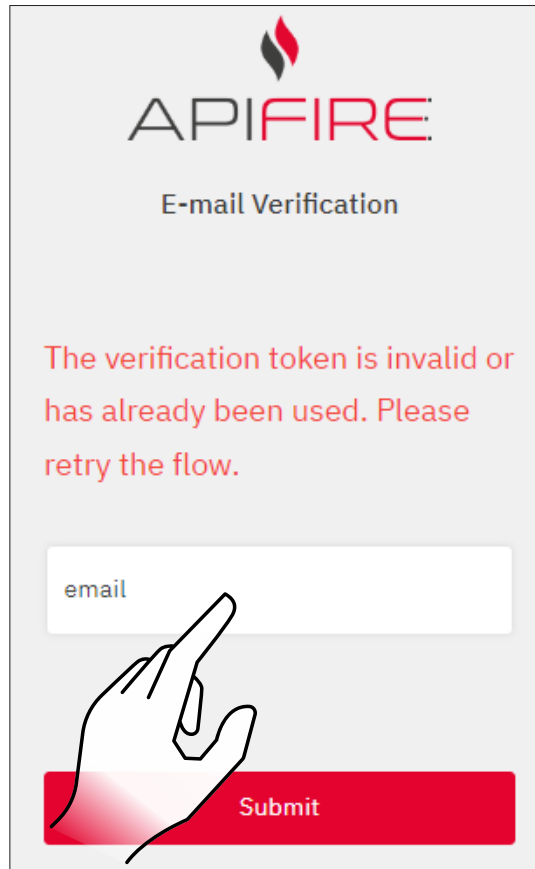 APIFIRE
E-mail Verification
The verification token is invalid or
has already been used. Please
retry the flow.
email
Submit